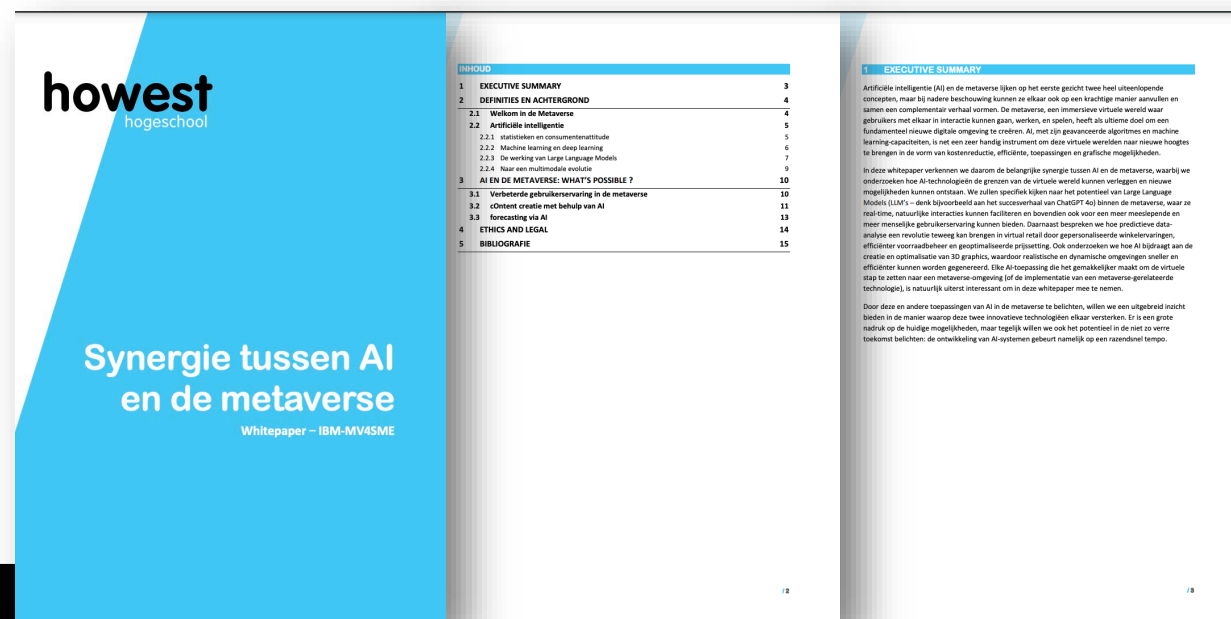 howest
hogeschool
Synergie tussen AI
en de metaverse
Whitepaper – IBM-MV4SME
INHOUD
1 EXECUTIVE SUMMARY 3
2 DEFINITIES EN ACHTERGROND 4
2.1 Welkom in de Metaverse 4
2.2 Artificiële intelligentie 5
2.2.1 statistieken en consumentenattitude 5
2.2.2 Machine learning en deep learning 6
2.2.3 De werking van Large Language Models 7
2.2.4 Naar een multimodale evolutie 9
3 AI EN DE METAVERSE: WHAT'S POSSIBLE ? 10
3.1 Verbeterde gebruikerservaring in de metaverse 10
3.2 cOntent creatie met behulp van AI 11
3.3 forecasting via AI 13
4 ETHICS AND LEGAL 14
5 BIBLIOGRAFIE 15
/ 2
1 EXECUTIVE SUMMARY
Artificiële intelligentie (AI) en de metaverse lijken op het eerste gezicht twee heel uiteenlopende
concepten, maar bij nadere beschouwing kunnen ze elkaar ook op een krachtige manier aanvullen en
samen een complementair verhaal vormen. De metaverse, een immersieve virtuele wereld waar
gebruikers met elkaar in interactie kunnen gaan, werken, en spelen, heeft als ultieme doel om een
fundamenteel nieuwe digitale omgeving te creëren. AI, met zijn geavanceerde algoritmes en machine
learning-capaciteiten, is net een zeer handig instrument om deze virtuele werelden naar nieuwe hoogtes
te brengen in de vorm van kostenreductie, efficiënte, toepassingen en grafische mogelijkheden.
In deze whitepaper verkennen we daarom de belangrijke synergie tussen AI en de metaverse, waarbij we
onderzoeken hoe AI-technologieën de grenzen van de virtuele wereld kunnen verleggen en nieuwe
mogelijkheden kunnen ontstaan. We zullen specifiek kijken naar het potentieel van Large Language
Models (LLM's – denk bijvoorbeeld aan het succesverhaal van ChatGPT 4o) binnen de metaverse, waar ze
real-time, natuurlijke interacties kunnen faciliteren en bovendien ook voor een meer meeslepende en
meer menselijke gebruikerservaring kunnen bieden. Daarnaast bespreken we hoe predictieve data-
analyse een revolutie teweeg kan brengen in virtual retail door gepersonaliseerde winkelervaringen,
efficiënter voorraadbeheer en geoptimaliseerde prijssetting. Ook onderzoeken we hoe AI bijdraagt aan de
creatie en optimalisatie van 3D graphics, waardoor realistische en dynamische omgevingen sneller en
efficiënter kunnen worden gegenereerd. Elke AI-toepassing die het gemakkelijker maakt om de virtuele
stap te zetten naar een metaverse-omgeving (of de implementatie van een metaverse-gerelateerde
technologie), is natuurlijk uiterst interessant om in deze whitepaper mee te nemen.
Door deze en andere toepassingen van AI in de metaverse te belichten, willen we een uitgebreid inzicht
bieden in de manier waarop deze twee innovatieve technologieën elkaar versterken. Er is een grote
nadruk op de huidige mogelijkheden, maar tegelijk willen we ook het potentieel in de niet zo verre
toekomst belichten: de ontwikkeling van AI-systemen gebeurt namelijk op een razendsnel tempo.
/ 3